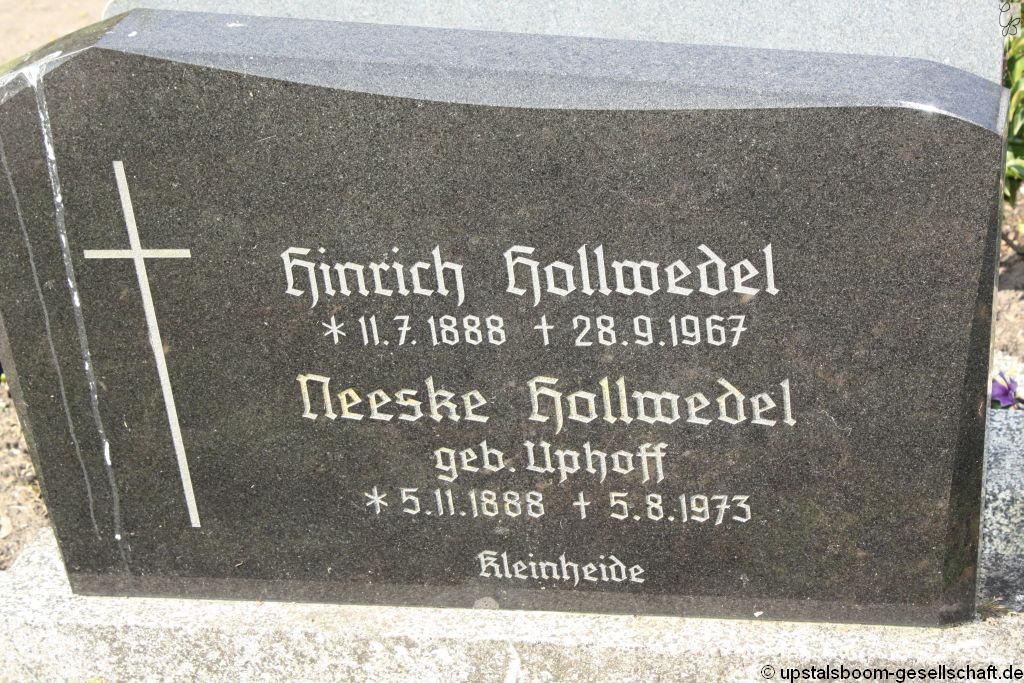 Hinrich Hollwedel
* 11.7.1888 † 28.9.1967
Neeske Hollwedel
geb. Uphoff
* 5.11.1888 † 5.8.1973
Kleinheide
© upstalsboom-gesellschaft.de